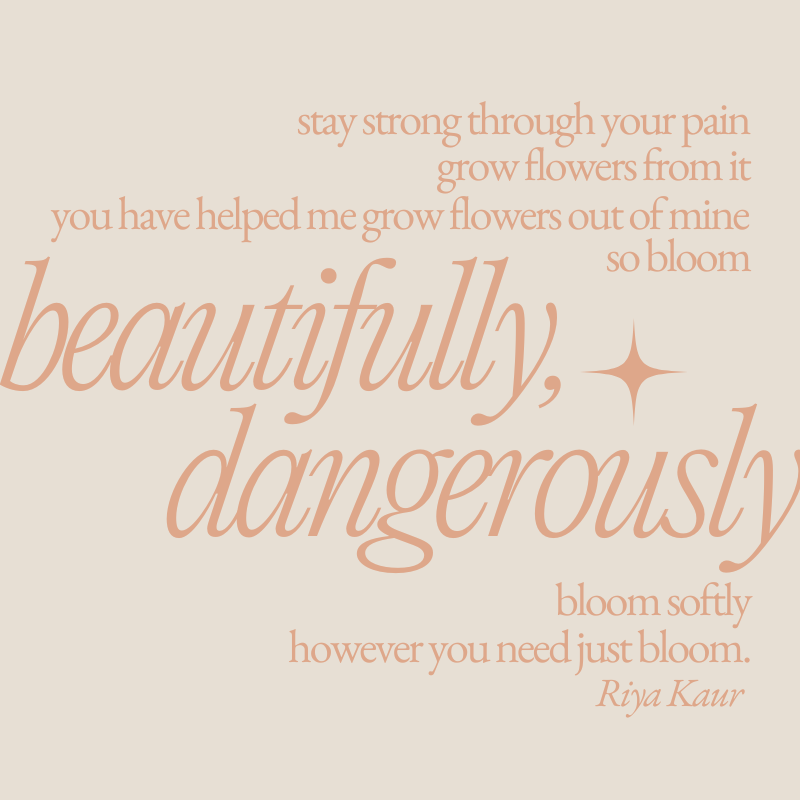 stay strong through your pain
grow flowers from it
you have helped me grow flowers out of mine
so bloom
beautifully,
dangerously
bloom softly
however you need just bloom.
Riya Kaur